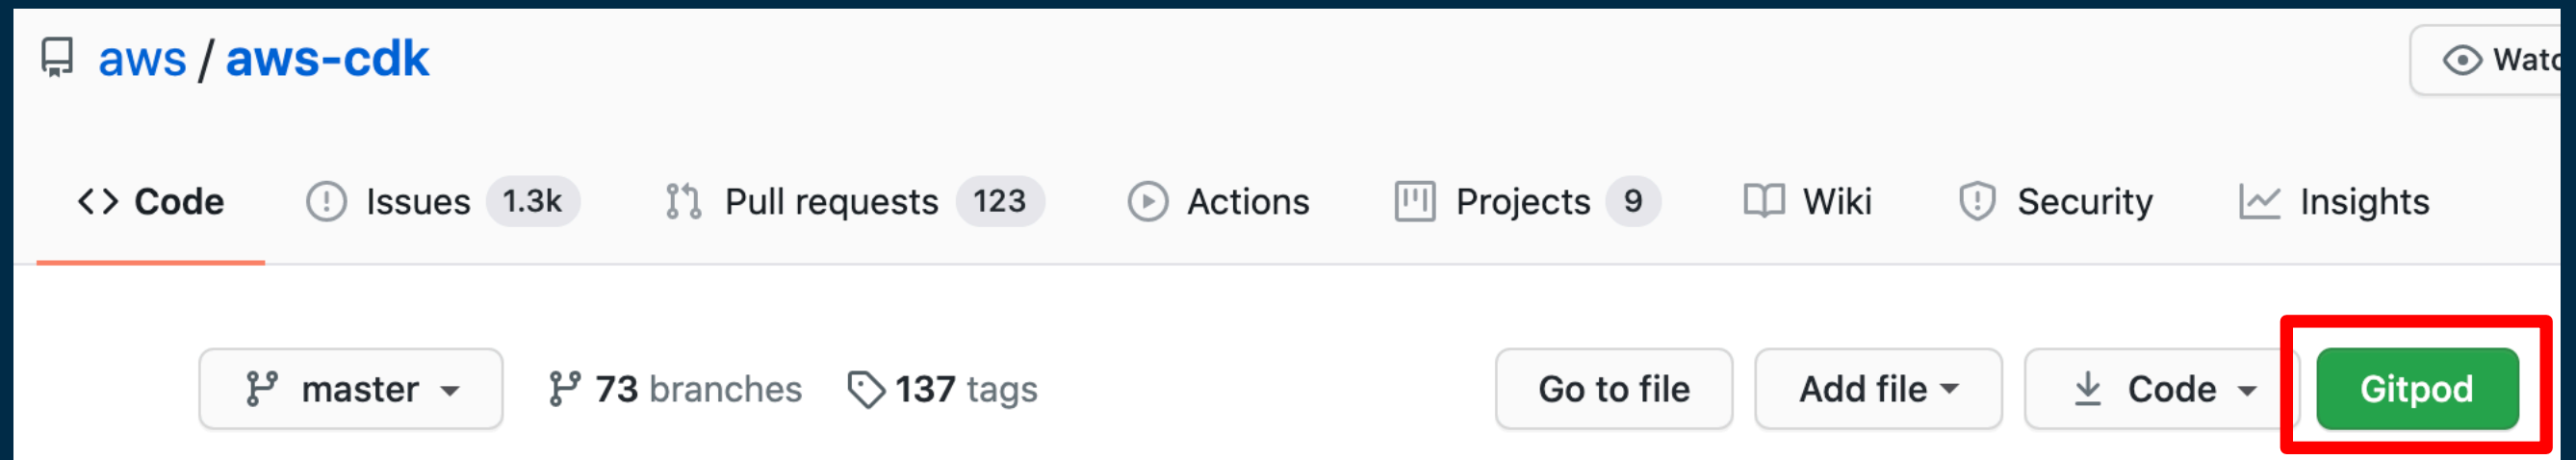 aws / aws-cdk Watc
Code Issues 1.3k Pull requests 123 Actions Projects 9 Wiki Security Insights
master 73 branches 137 tags Go to file Add file Code Gitpod